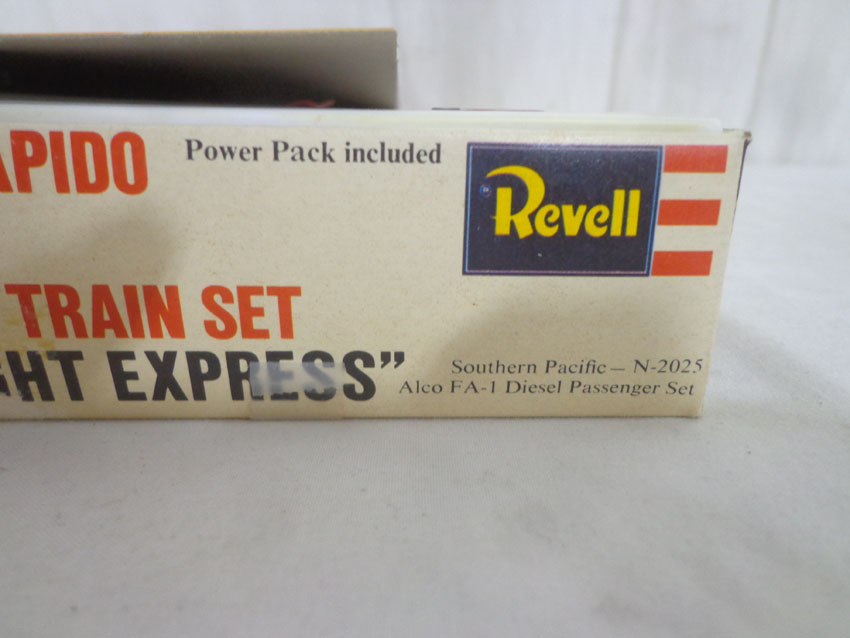 APIDO
Power Pack included
Revell
TRAIN SET
GHT EXPRESS”
Southern Pacific — N-2025
Alco FA-1 Diesel Passenger Set